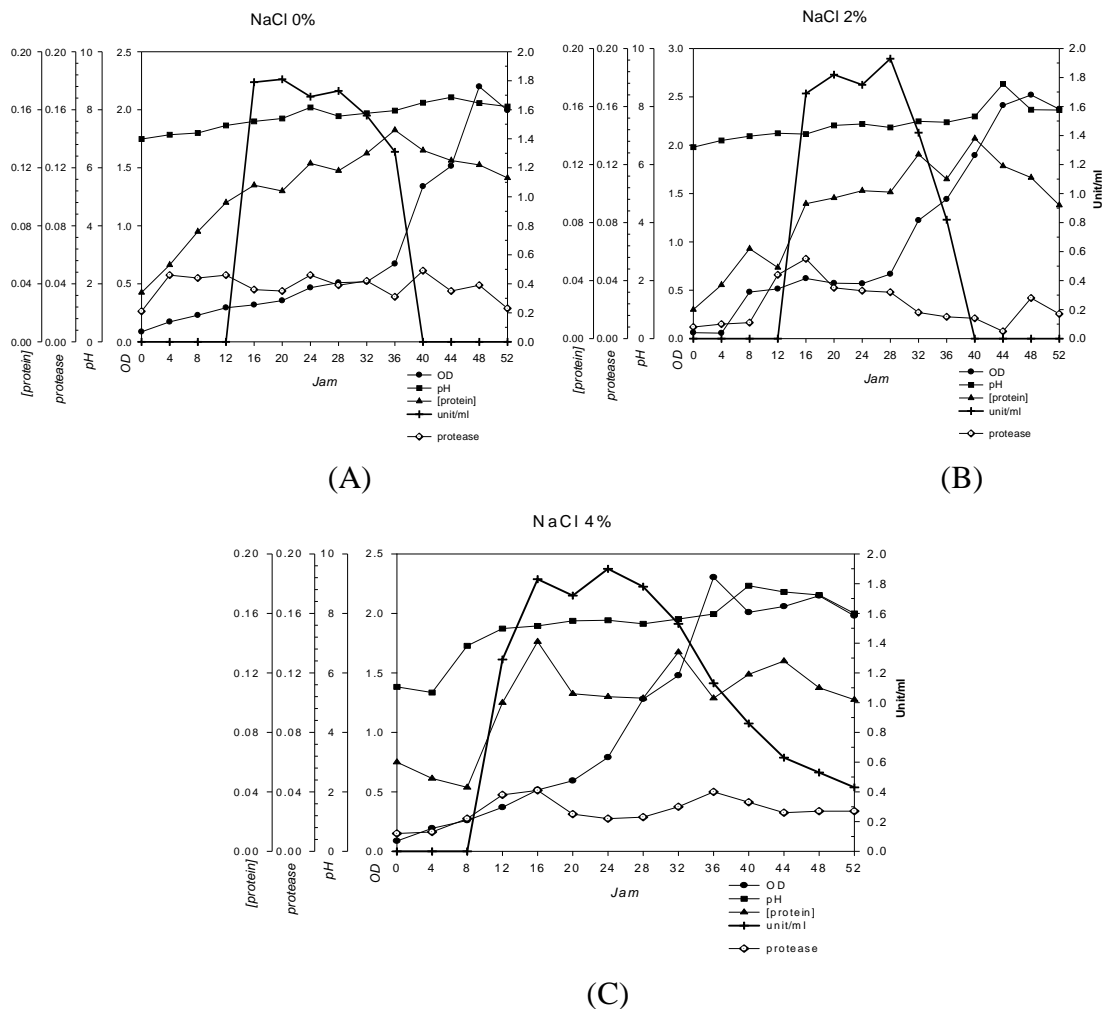 NaCl 0%
0.20
0.16
0.12
0.08
0.04
0.00
0.20
0.16
0.12
0.08
0.04
0.00
10
8
6
4
2
0
2.5
2.0
1.5
1.0
0.5
0.0
2.0
1.8
1.6
1.4
1.2
1.0
0.8
0.6
0.4
0.2
0.0
0 4 8 12 16 20 24 28 32 36 40 44 48 52
[protein]
protease
pH
OD
Jam
OD
pH
[protein]
unit/ml
protease
(A)
NaCl 2%
0.20
0.16
0.12
0.08
0.04
0.00
0.20
0.16
0.12
0.08
0.04
0.00
10
8
6
4
2
0
3.0
2.5
2.0
1.5
1.0
0.5
0.0
2.0
1.8
1.6
1.4
1.2
1.0
0.8
0.6
0.4
0.2
0.0
Unit/ml
0 4 8 12 16 20 24 28 32 36 40 44 48 52
[protein]
protease
pH
OD
Jam
OD
pH
[protein]
unit/ml
protease
(B)
NaCl 4%
0.20
0.16
0.12
0.08
0.04
0.00
0.20
0.16
0.12
0.08
0.04
0.00
10
8
6
4
2
0
2.5
2.0
1.5
1.0
0.5
0.0
2.0
1.8
1.6
1.4
1.2
1.0
0.8
0.6
0.4
0.2
0.0
Unit/ml
0 4 8 12 16 20 24 28 32 36 40 44 48 52
[protein]
protease
pH
OD
Jam
OD
pH
[protein]
unit/ml
protease
(C)